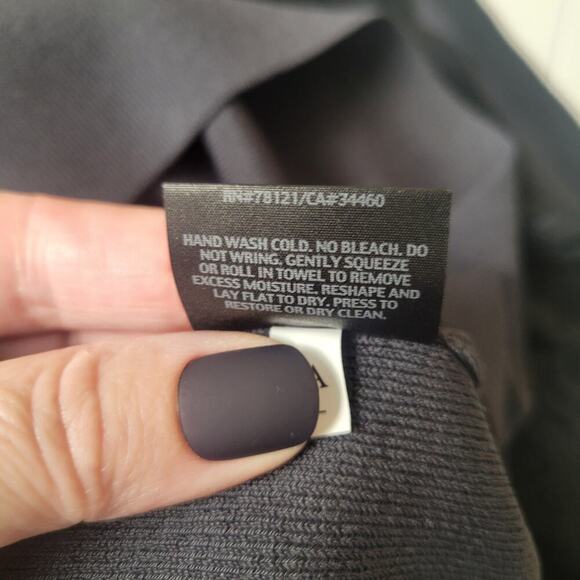 RN#78121/CA#34460
HAND WASH COLD. NO BLEACH. DO
NOT WRING. GENTLY SQUEEZE
OR ROLL IN TOWEL TO REMOVE
EXCESS MOISTURE. RESHAPE AND
LAY FLAT TO DRY. PRESS TO
RESTORE OR DRY CLEAN.
A